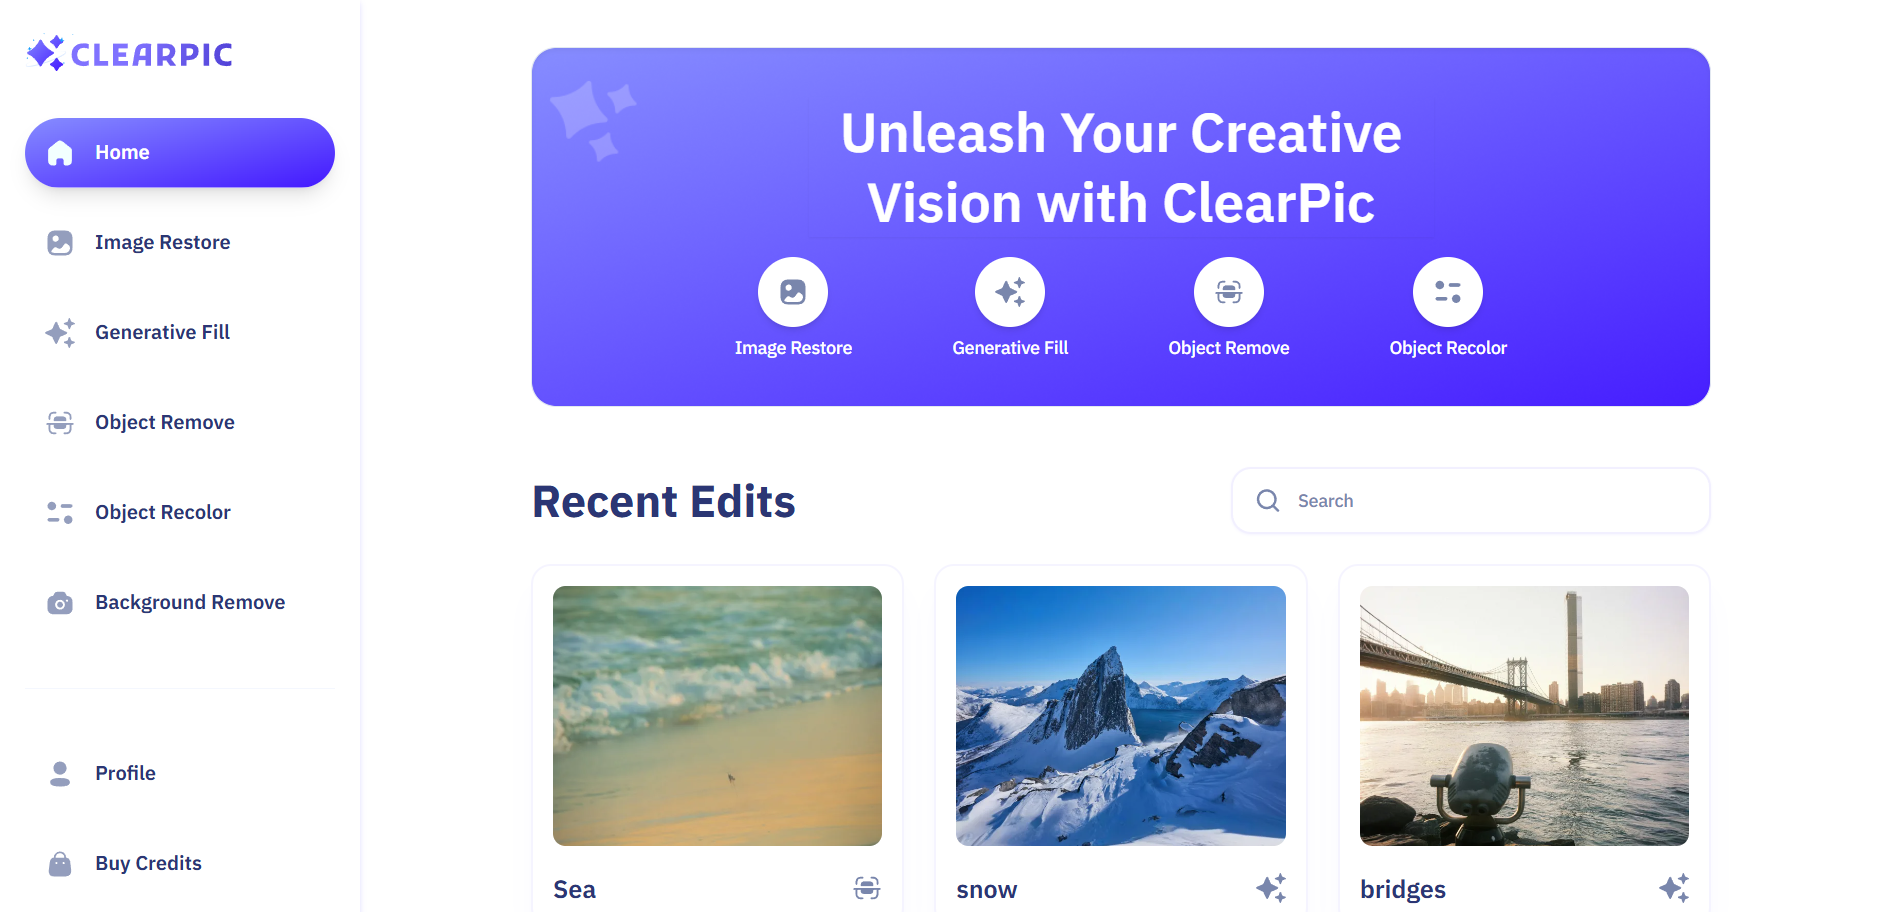 CLEARPIC
Home
Image Restore
Generative Fill
Object Remove
Object Recolor
Background Remove
Profile
Buy Credits
Unleash Your Creative
Vision with ClearPic
Image Restore
Generative Fill
Object Remove
Object Recolor
Recent Edits
Search
Sea
snow
bridges